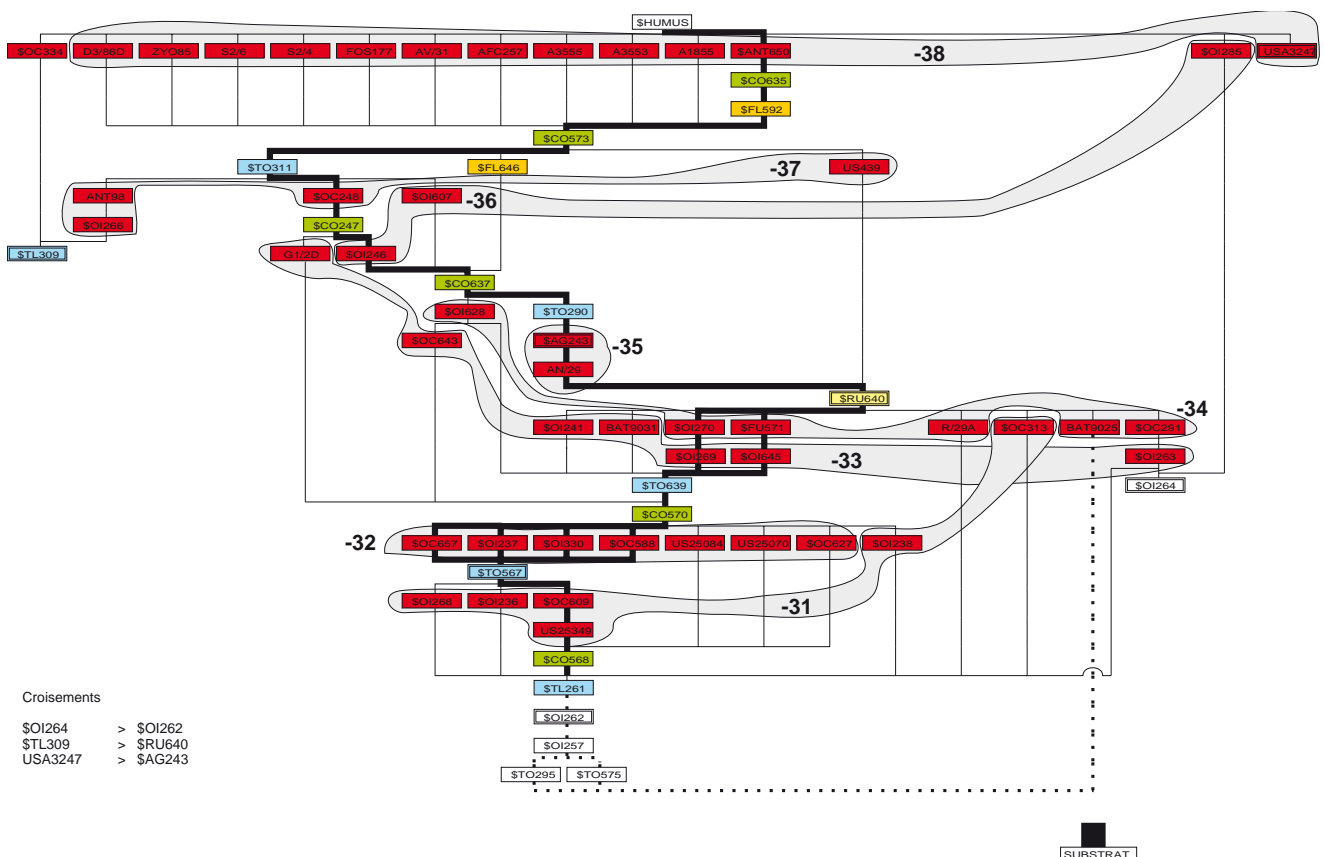 $HUMUS
$OC334 D3/86D ZYO85 S2/6 S2/4 FOS177 AV/31 AFC257 A3555 A3553 A1855 $ANT650 -38 $OI285 USA3247
$CO635
$FL592
$CO573
$TO311 $FL646 -37 US439
ANT98 $OC248 $OI607 -36
$OI266 $CO247
$TL309 G1/2D $OI246
$CO637
$OI628 $TO290
$OC643 $AG243 -35
AN/29
$RU640
-34
$OI241 BAT9031 $OI270 $FU571 R/29A $OC313 BAT9025 $OC291
$OI269 $OI645 -33 $OI263
$TO639 $OI264
$CO570
-32 $OC657 $OI237 $OI330 $OC588 US25084 US25070 $OC627 $OI238
$TO567
$OI268 $OI236 $OC609 -31
US25349
$CO568
$TL261
Croisements
$OI262
$OI264 > $OI262
$TL309 > $RU640
USA3247 > $AG243
$OI257
$TO295 $TO575
SUBSTRAT